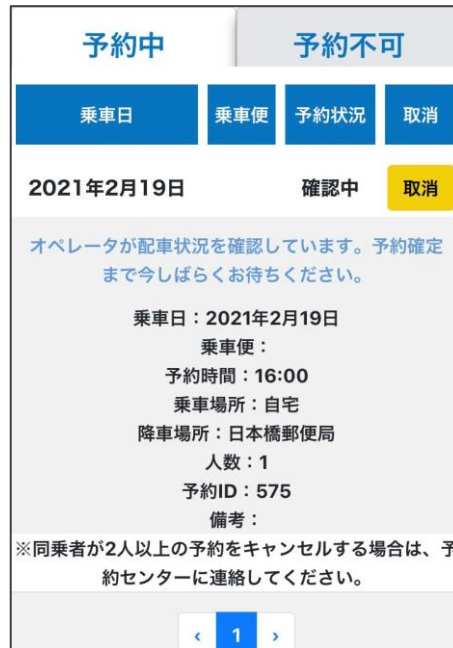 予約中 予約不可
乗車日 乗車便 予約状況 取消
2021年2月19日 確認中 取消
オペレータが配車状況を確認しています。予約確定
まで今しばらくお待ちください。
乗車日：2021年2月19日
乗車便：
予約時間：16:00
乗車場所：自宅
降車場所：日本橋郵便局
人数：1
予約ID：575
備考：
※同乗者が2人以上の予約をキャンセルする場合は、予
約センターに連絡してください。
‹ 1 ›